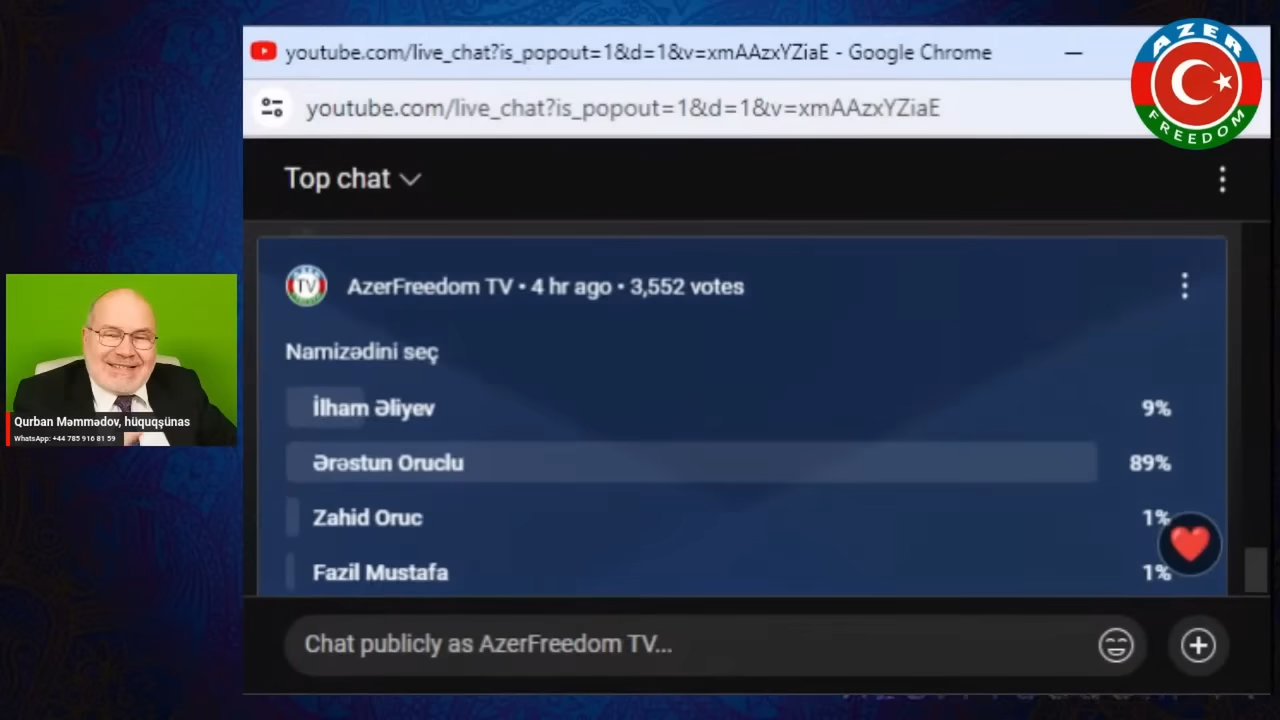 youtube.com/live_chat?is_popout=1&d=1&v=xmAAzxYZiaE - Google Chrome
AZER
FREEDOM
youtube.com/live_chat?is_popout=1&d=1&v=xmAAzxYZiaE
Top chat
TV
AzerFreedom TV • 4 hr ago • 3,552 votes
Namizədini seç
İlham Əliyev 9%
Ərəstun Oruclu 89%
Zahid Oruc 1%
Fazil Mustafa 1%
Qurban Məmmədov, hüquqşünas
WhatsApp: +44 785 916 81 59
Chat publicly as AzerFreedom TV...